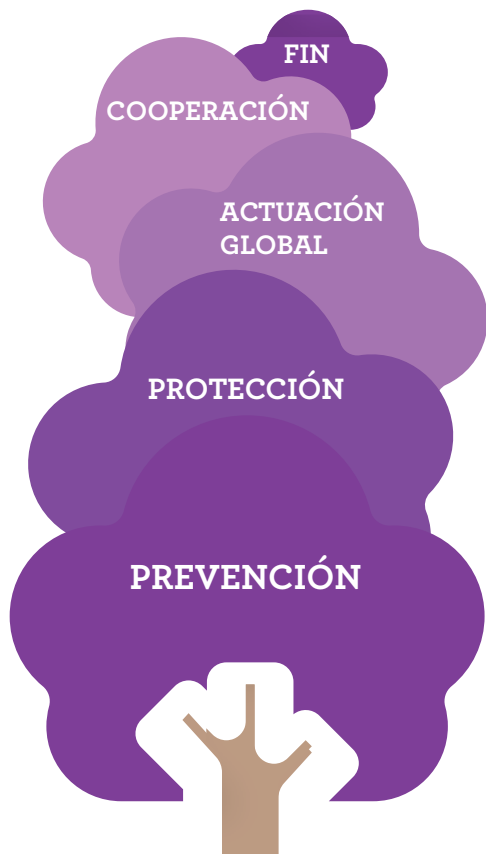 FIN
COOPERACIÓN
ACTUACIÓN
GLOBAL
PROTECCIÓN
PREVENCIÓN